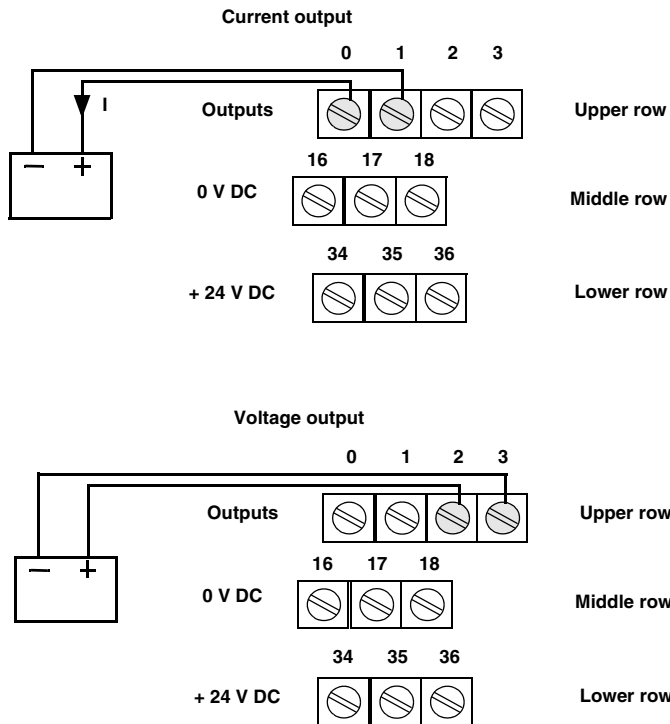 Current output
0 1 2 3
I
Outputs
Upper row
– +
16 17 18
0 V DC
Middle row
34 35 36
+ 24 V DC
Lower row
Voltage output
0 1 2 3
Outputs
Upper row
– +
16 17 18
0 V DC
Middle row
34 35 36
+ 24 V DC
Lower row